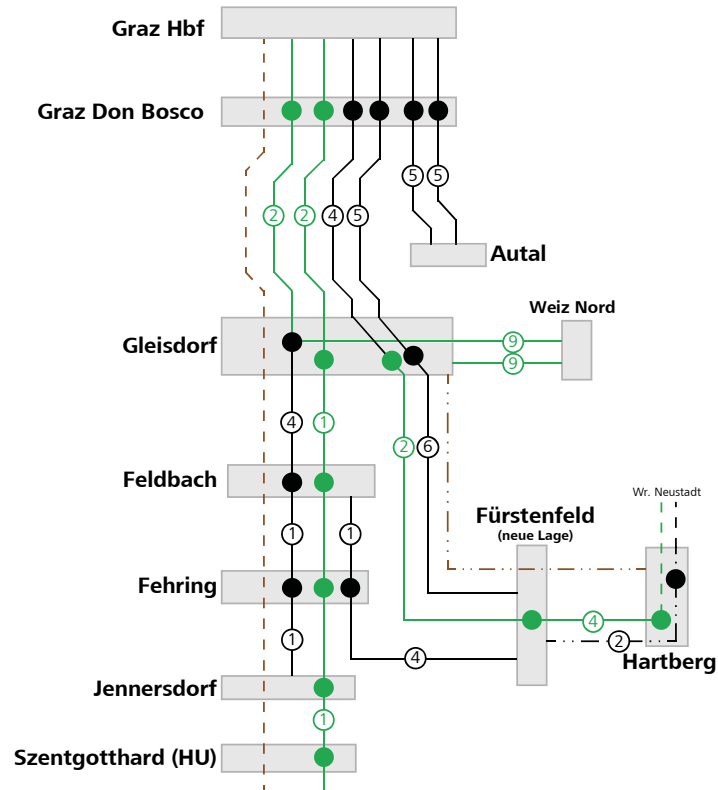 Graz Hbf
Graz Don Bosco
5
5
2
2
4
5
Autal
Weiz Nord
Gleisdorf
9
9
4
1
2
6
Feldbach
Wr. Neustadt
Fürstenfeld
(neue Lage)
1
1
Fehring
4
1
2
4
Hartberg
Jennersdorf
1
Szentgotthard (HU)